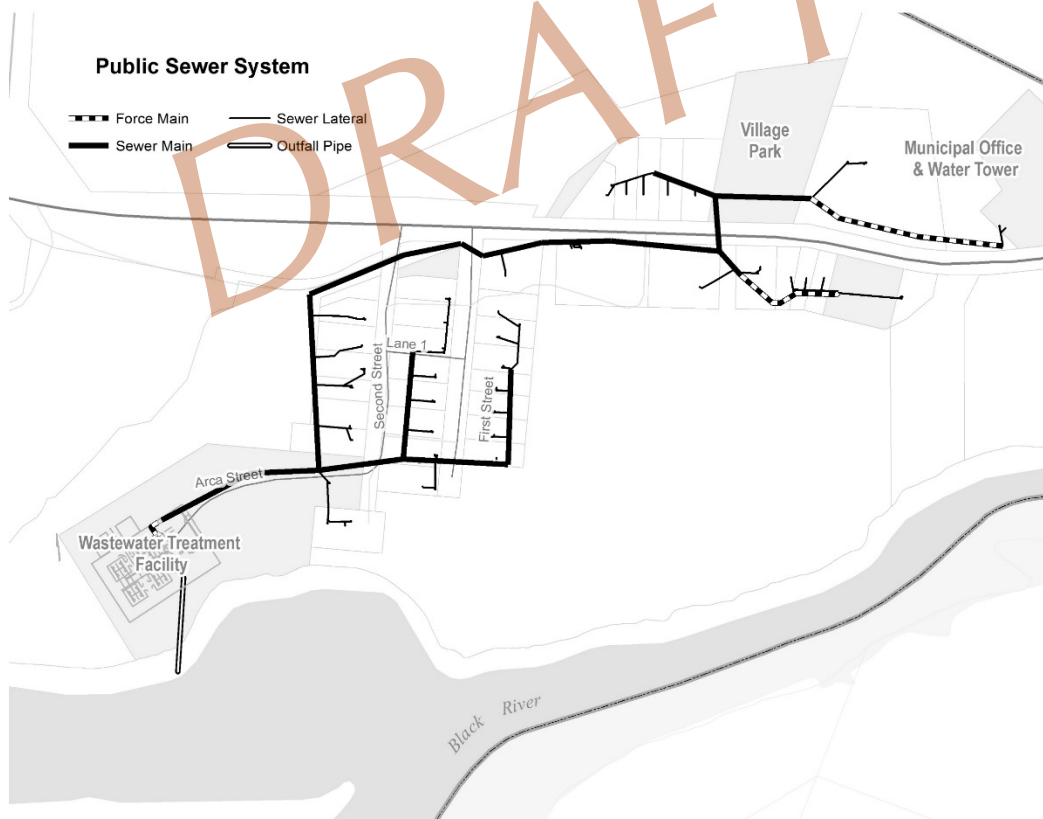 DRAFT
Public Sewer System
Force Main
Sewer Lateral
Sewer Main
Outfall Pipe
Village
Park
Municipal Office
& Water Tower
Lane 1
Second Street
First Street
Arca Street
Wastewater Treatment
Facility
Black River